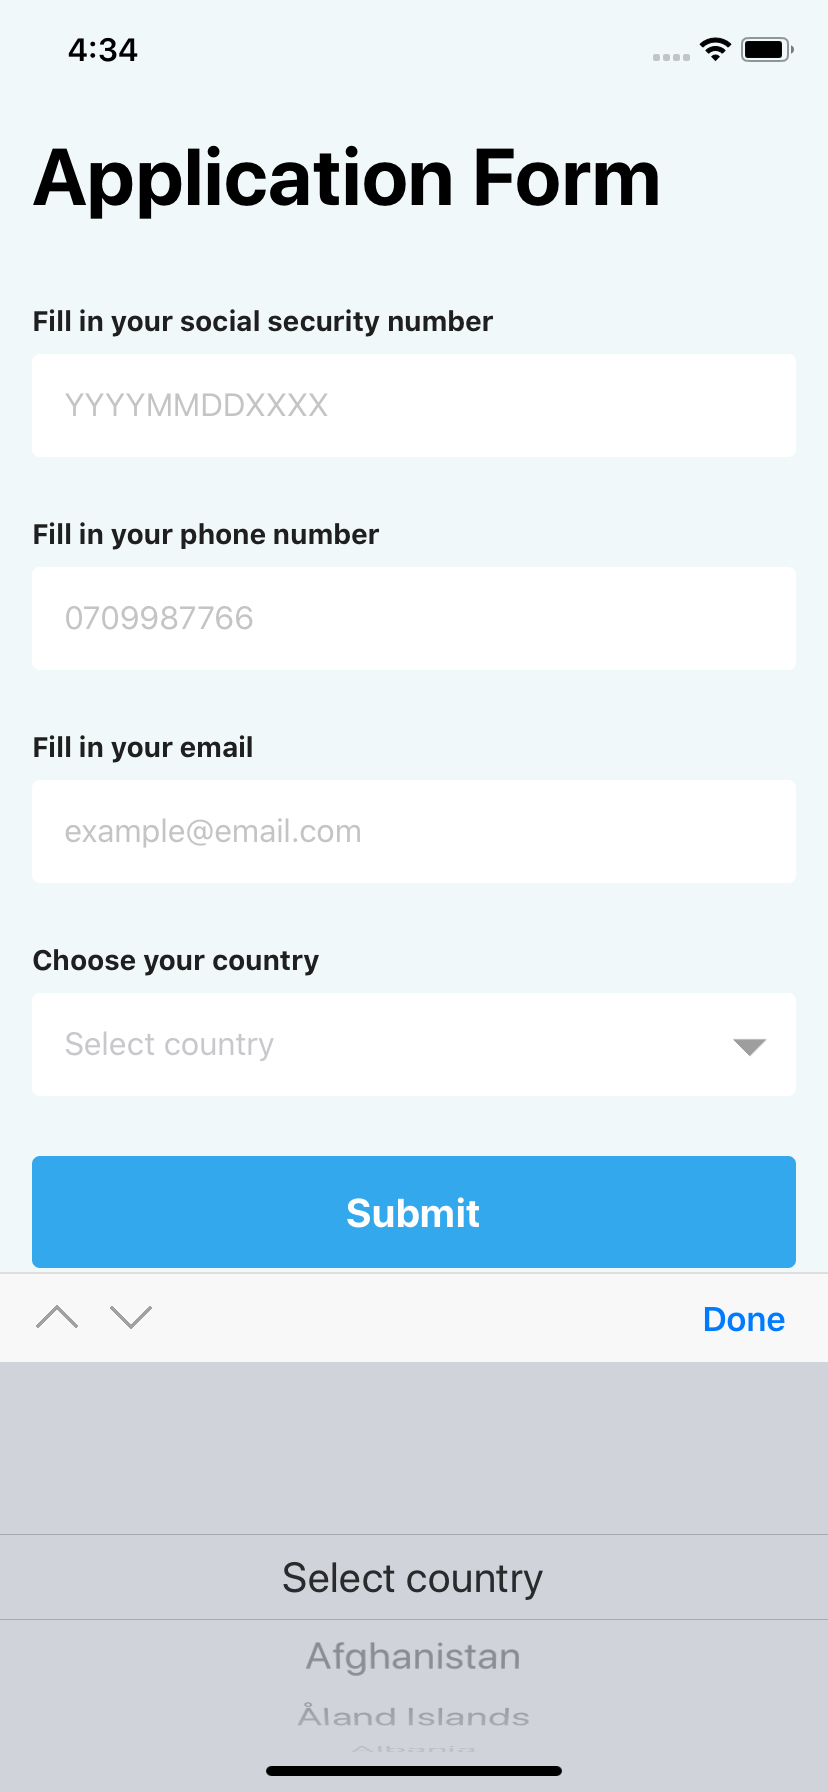 4:34
Application Form
Fill in your social security number
YYYYMMDDXXXX
Fill in your phone number
0709987766
Fill in your email
example@email.com
Choose your country
Select country
Submit
Done
Select country
Afghanistan
Åland Islands
Albania